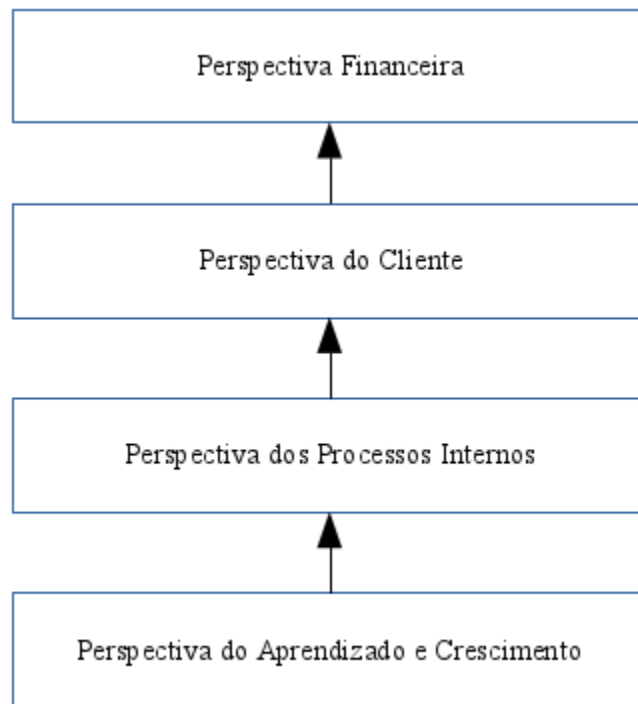 Perspectiva Financeira
Perspectiva do Cliente
Perspectiva dos Processos Internos
Perspectiva do Aprendizado e Crescimento